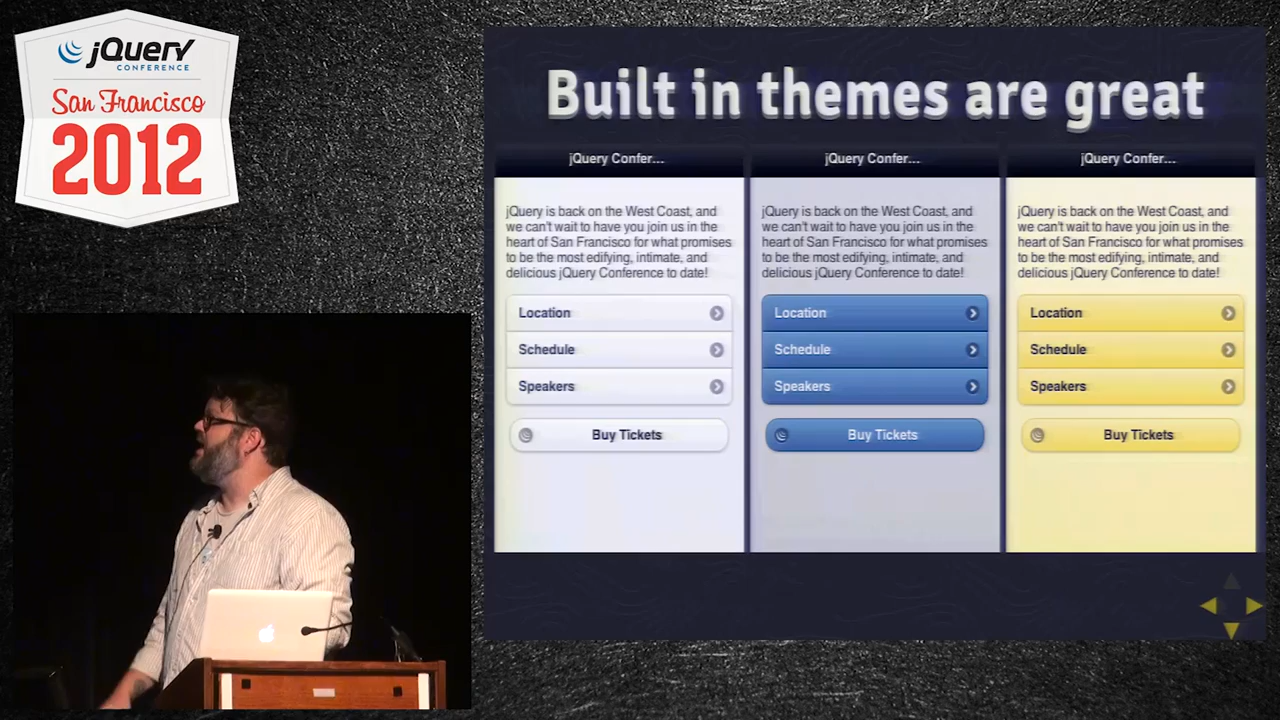 jQuery
CONFERENCE
San Francisco
2012
Built in themes are great
jQuery Confer...
jQuery is back on the West Coast, and
we can't wait to have you join us in the
heart of San Francisco for what promises
to be the most edifying, intimate, and
delicious jQuery Conference to date!
Location
Schedule
Speakers
Buy Tickets
jQuery Confer...
jQuery is back on the West Coast, and
we can't wait to have you join us in the
heart of San Francisco for what promises
to be the most edifying, intimate, and
delicious jQuery Conference to date!
Location
Schedule
Speakers
Buy Tickets
jQuery Confer...
jQuery is back on the West Coast, and
we can't wait to have you join us in the
heart of San Francisco for what promises
to be the most edifying, intimate, and
delicious jQuery Conference to date!
Location
Schedule
Speakers
Buy Tickets